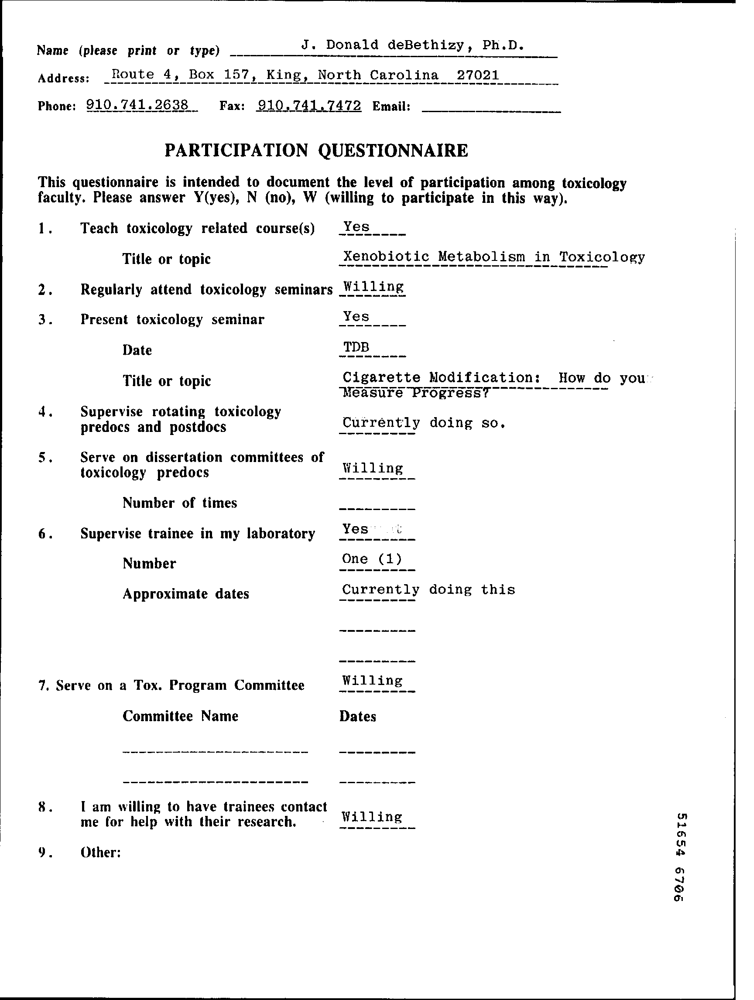 Name (please print or type) J. Donald deBethizy, Ph.D.
Address: Route 4, Box 157, King, North Carolina 27021
Phone: 910.741.2638 Fax: 910.741.7472 Email:
PARTICIPATION QUESTIONNAIRE
This questionnaire is intended to document the level of participation among toxicology
faculty. Please answer Y(yes), N (no), W (willing to participate in this way).
1. Teach toxicology related course(s) Yes
Title or topic Xenobiotic Metabolism in Toxicology
2. Regularly attend toxicology seminars Willing
3. Present toxicology seminar Yes
Date TDB
Title or topic Cigarette Modification: How do you
Measure Progress?
4. Supervise rotating toxicology
predocs and postdocs Currently doing so.
5. Serve on dissertation committees of
toxicology predocs Willing
Number of times
6. Supervise trainee in my laboratory Yes
Number One (1)
Approximate dates Currently doing this
7. Serve on a Tox. Program Committee Willing
Committee Name Dates
8. I am willing to have trainees contact
me for help with their research. Willing
9. Other:
51654 6706